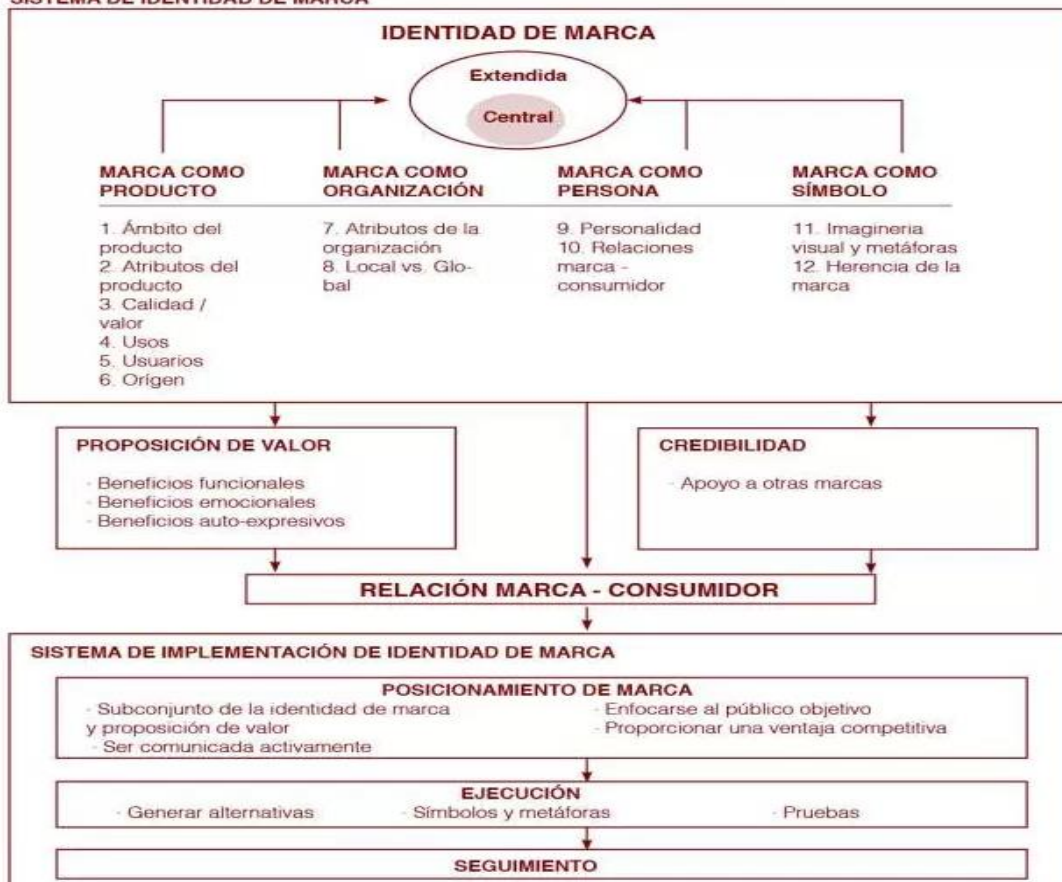 SISTEMA DE IDENTIDAD DE MARCA
IDENTIDAD DE MARCA
Extendida
Central
MARCA COMO
PRODUCTO
1. Ámbito del
producto
2. Atributos del
producto
3. Calidad /
valor
4. Usos
5. Usuarios
6. Orígen
MARCA COMO
ORGANIZACIÓN
7. Atributos de la
organización
8. Local vs. Glo-
bal
MARCA COMO
PERSONA
9. Personalidad
10. Relaciones
marca -
consumidor
MARCA COMO
SÍMBOLO
11. Imagineria
visual y metáforas
12. Herencia de la
marca
PROPOSICIÓN DE VALOR
· Beneficios funcionales
· Beneficios emocionales
· Beneficios auto-expresivos
CREDIBILIDAD
· Apoyo a otras marcas
RELACIÓN MARCA - CONSUMIDOR
SISTEMA DE IMPLEMENTACIÓN DE IDENTIDAD DE MARCA
POSICIONAMIENTO DE MARCA
· Subconjunto de la identidad de marca
y proposición de valor
· Ser comunicada activamente
· Enfocarse al público objetivo
· Proporcionar una ventaja competitiva
EJECUCIÓN
· Generar alternativas
· Símbolos y metáforas
· Pruebas
SEGUIMIENTO